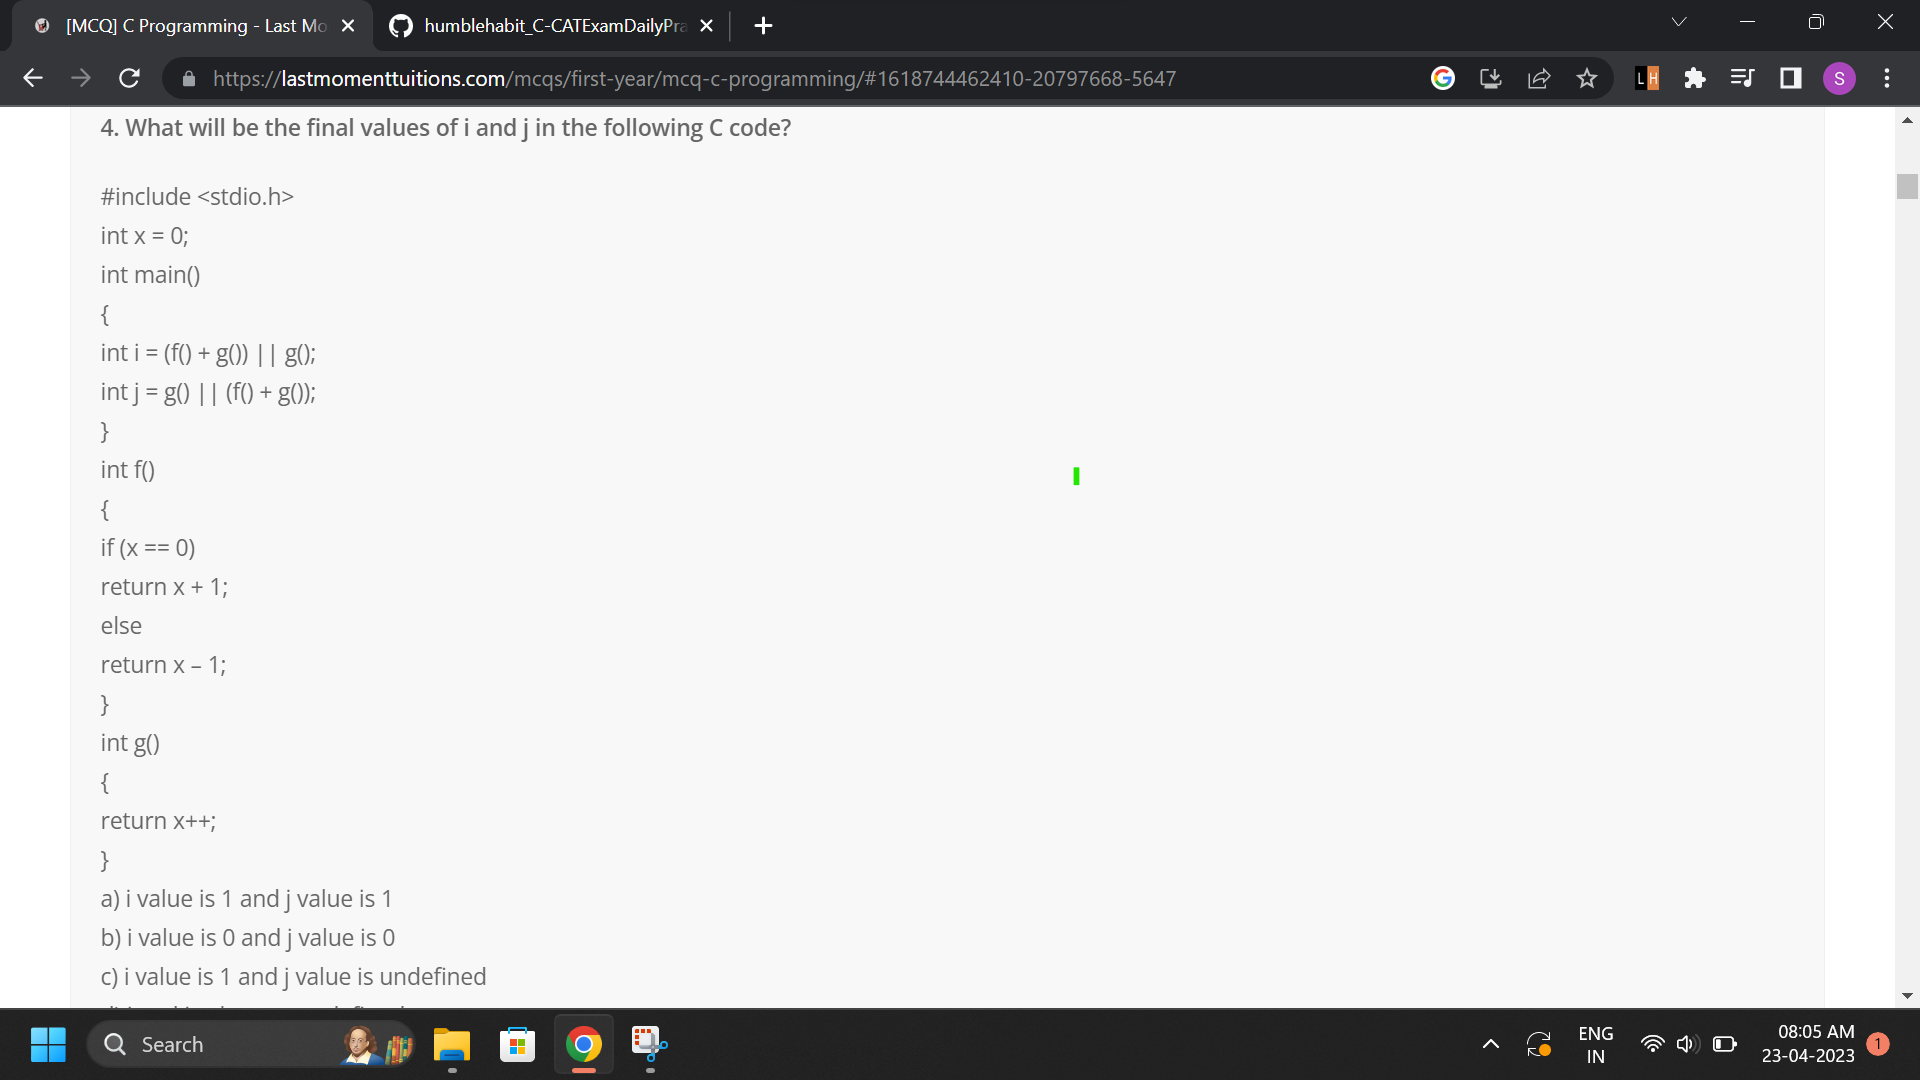 [MCQ] C Programming - Last Mo
humblehabit_C-CATExamDailyPra
https://lastmomenttuitions.com/mcqs/first-year/mcq-c-programming/#1618744462410-20797668-5647
LH
S
4. What will be the final values of i and j in the following C code?
#include <stdio.h>
int x = 0;
int main()
{
int i = (f() + g()) || g();
int j = g() || (f() + g());
}
int f()
{
if (x == 0)
return x + 1;
else
return x – 1;
}
int g()
{
return x++;
}
a) i value is 1 and j value is 1
b) i value is 0 and j value is 0
c) i value is 1 and j value is undefined
Search
ENG
IN
08:05 AM
23-04-2023
1